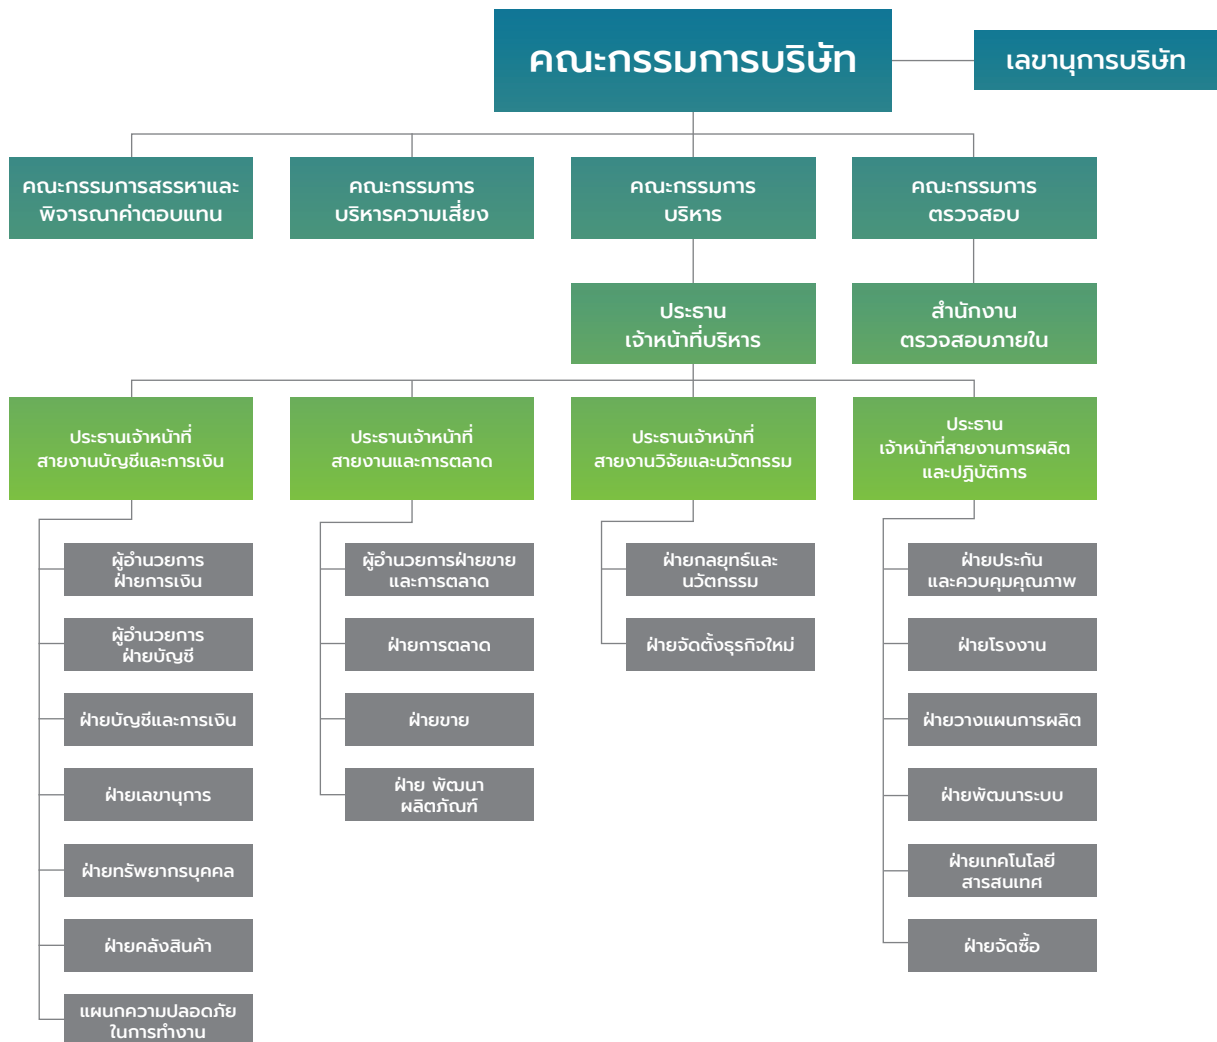 คณะกรรมการบริษัท
เลขานุการบริษัท
คณะกรรมการสรรหาและ
พิจารณาค่าตอบแทน
คณะกรรมการ
บริหารความเสี่ยง
คณะกรรมการ
บริหาร
คณะกรรมการ
ตรวจสอบ
ประธาน
เจ้าหน้าที่บริหาร
สำนักงาน
ตรวจสอบภายใน
ประธานเจ้าหน้าที่
สายงานบัญชีและการเงิน
ประธานเจ้าหน้าที่
สายงานและการตลาด
ประธานเจ้าหน้าที่
สายงานวิจัยและนวัตกรรม
ประธาน
เจ้าหน้าที่สายงานการผลิต
และปฏิบัติการ
ผู้อำนวยการ
ฝ่ายการเงิน
ผู้อำนวยการ
ฝ่ายบัญชี
ฝ่ายบัญชีและการเงิน
ฝ่ายเลขานุการ
ฝ่ายทรัพยากรบุคคล
ฝ่ายคลังสินค้า
แผนกความปลอดภัย
ในการทำงาน
ผู้อำนวยการฝ่ายขาย
และการตลาด
ฝ่ายการตลาด
ฝ่ายขาย
ฝ่าย พัฒนา
ผลิตภัณฑ์
ฝ่ายกลยุทธ์และ
นวัตกรรม
ฝ่ายจัดตั้งธุรกิจใหม่
ฝ่ายประกัน
และควบคุมคุณภาพ
ฝ่ายโรงงาน
ฝ่ายวางแผนการผลิต
ฝ่ายพัฒนาระบบ
ฝ่ายเทคโนโลยี
สารสนเทศ
ฝ่ายจัดซื้อ